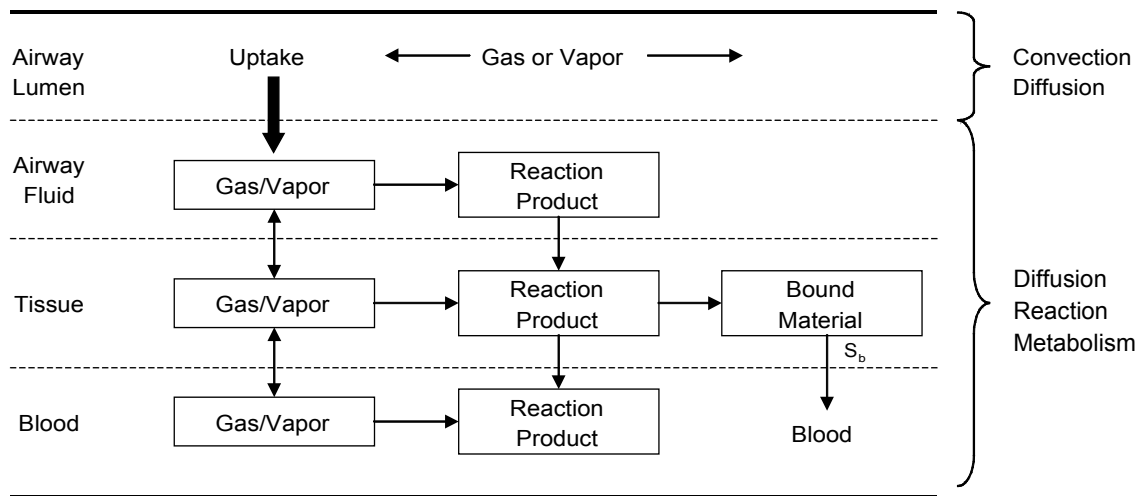 Airway
Lumen
Uptake
Gas or Vapor
Convection
Diffusion
Airway
Fluid
Gas/Vapor
Reaction
Product
Tissue
Gas/Vapor
Reaction
Product
Bound
Material
S_b
Diffusion
Reaction
Metabolism
Blood
Gas/Vapor
Reaction
Product
Blood